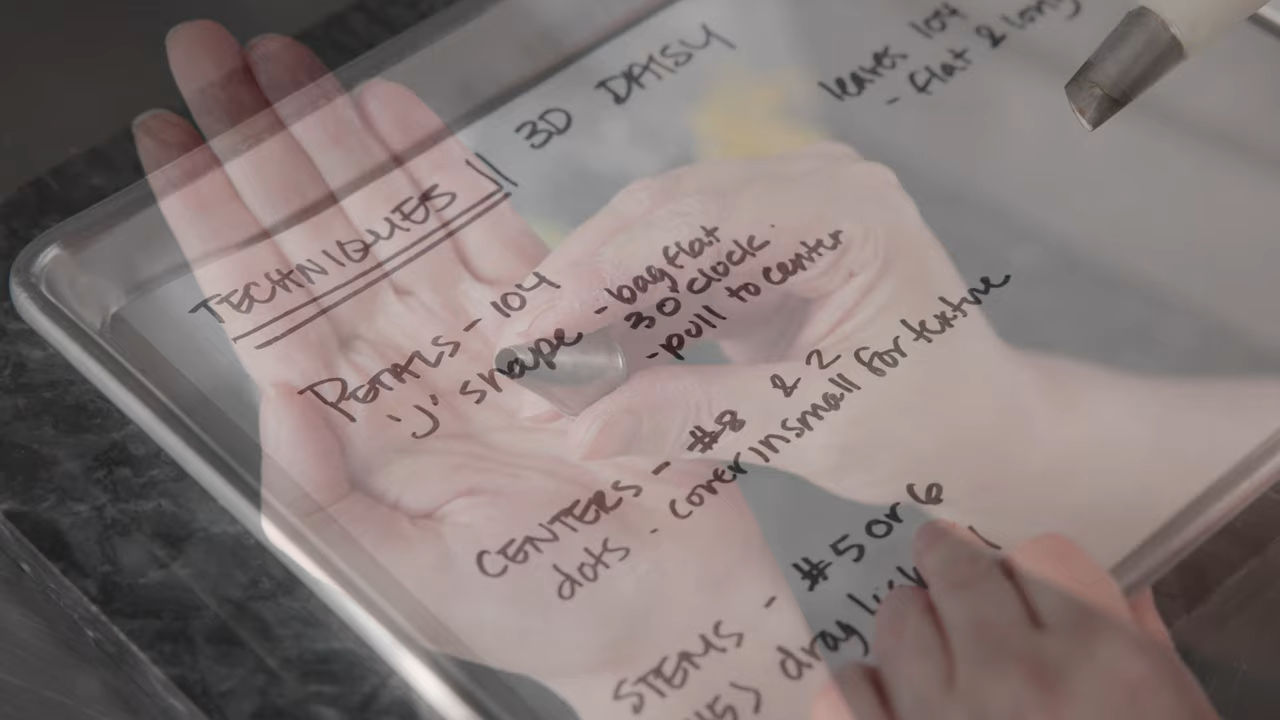 TECHNIQUES || 3D DAISY
PETALS - 104
'J' shape - bag flat
3 O'clock.
- pull to center
CENTERS - #8 & 2
dots - cover in small for texture
STEMS - #5 or 6
drag
leaves 104
- flat & long